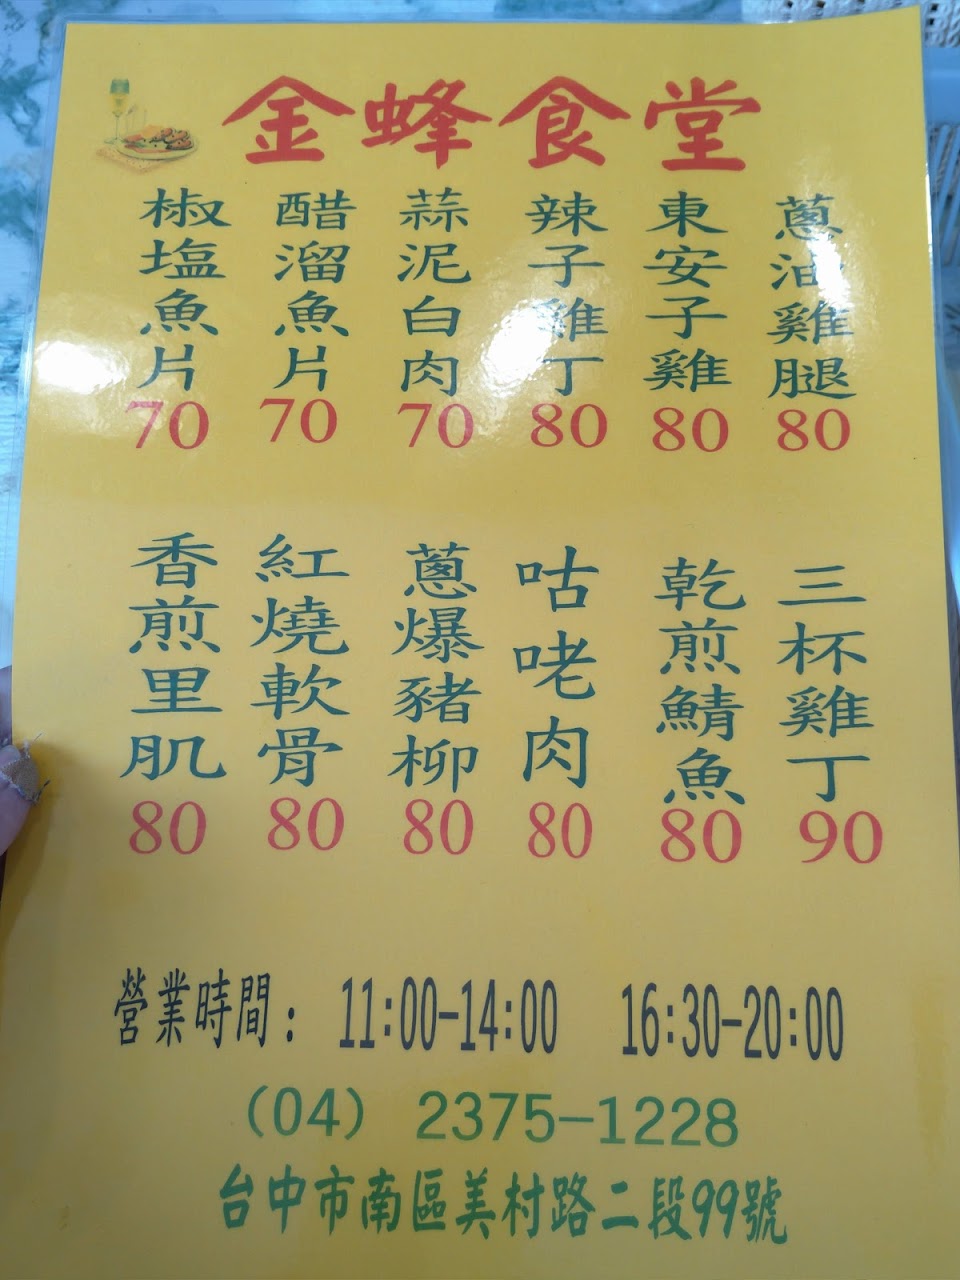 金蜂食堂
蔥油雞腿
80
東安子雞
80
辣子雞丁
80
蒜泥白肉
70
醋溜魚片
70
椒塩魚片
70
三杯雞丁
90
乾煎鯖魚
80
咕咾肉
80
蔥爆豬柳
80
紅燒軟骨
80
香煎里肌
80
營業時間： 11:00-14:00 16:30-20:00
(04) 2375-1228
台中市南區美村路二段99號